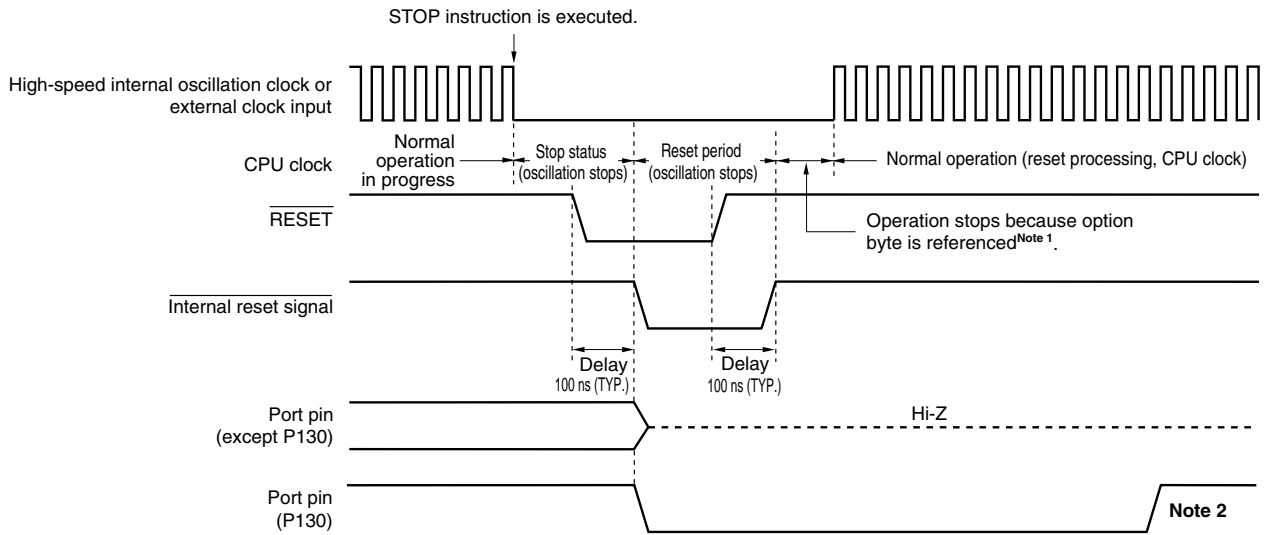 STOP instruction is executed.
High-speed internal oscillation clock or
external clock input
CPU clock
Normal
operation
in progress
Stop status
(oscillation stops)
Reset period
(oscillation stops)
Normal operation (reset processing, CPU clock)
RESET
Operation stops because option
byte is referencedNote 1.
Internal reset signal
Delay
100 ns (TYP.)
Delay
100 ns (TYP.)
Port pin
(except P130)
Hi-Z
Port pin
(P130)
Note 2